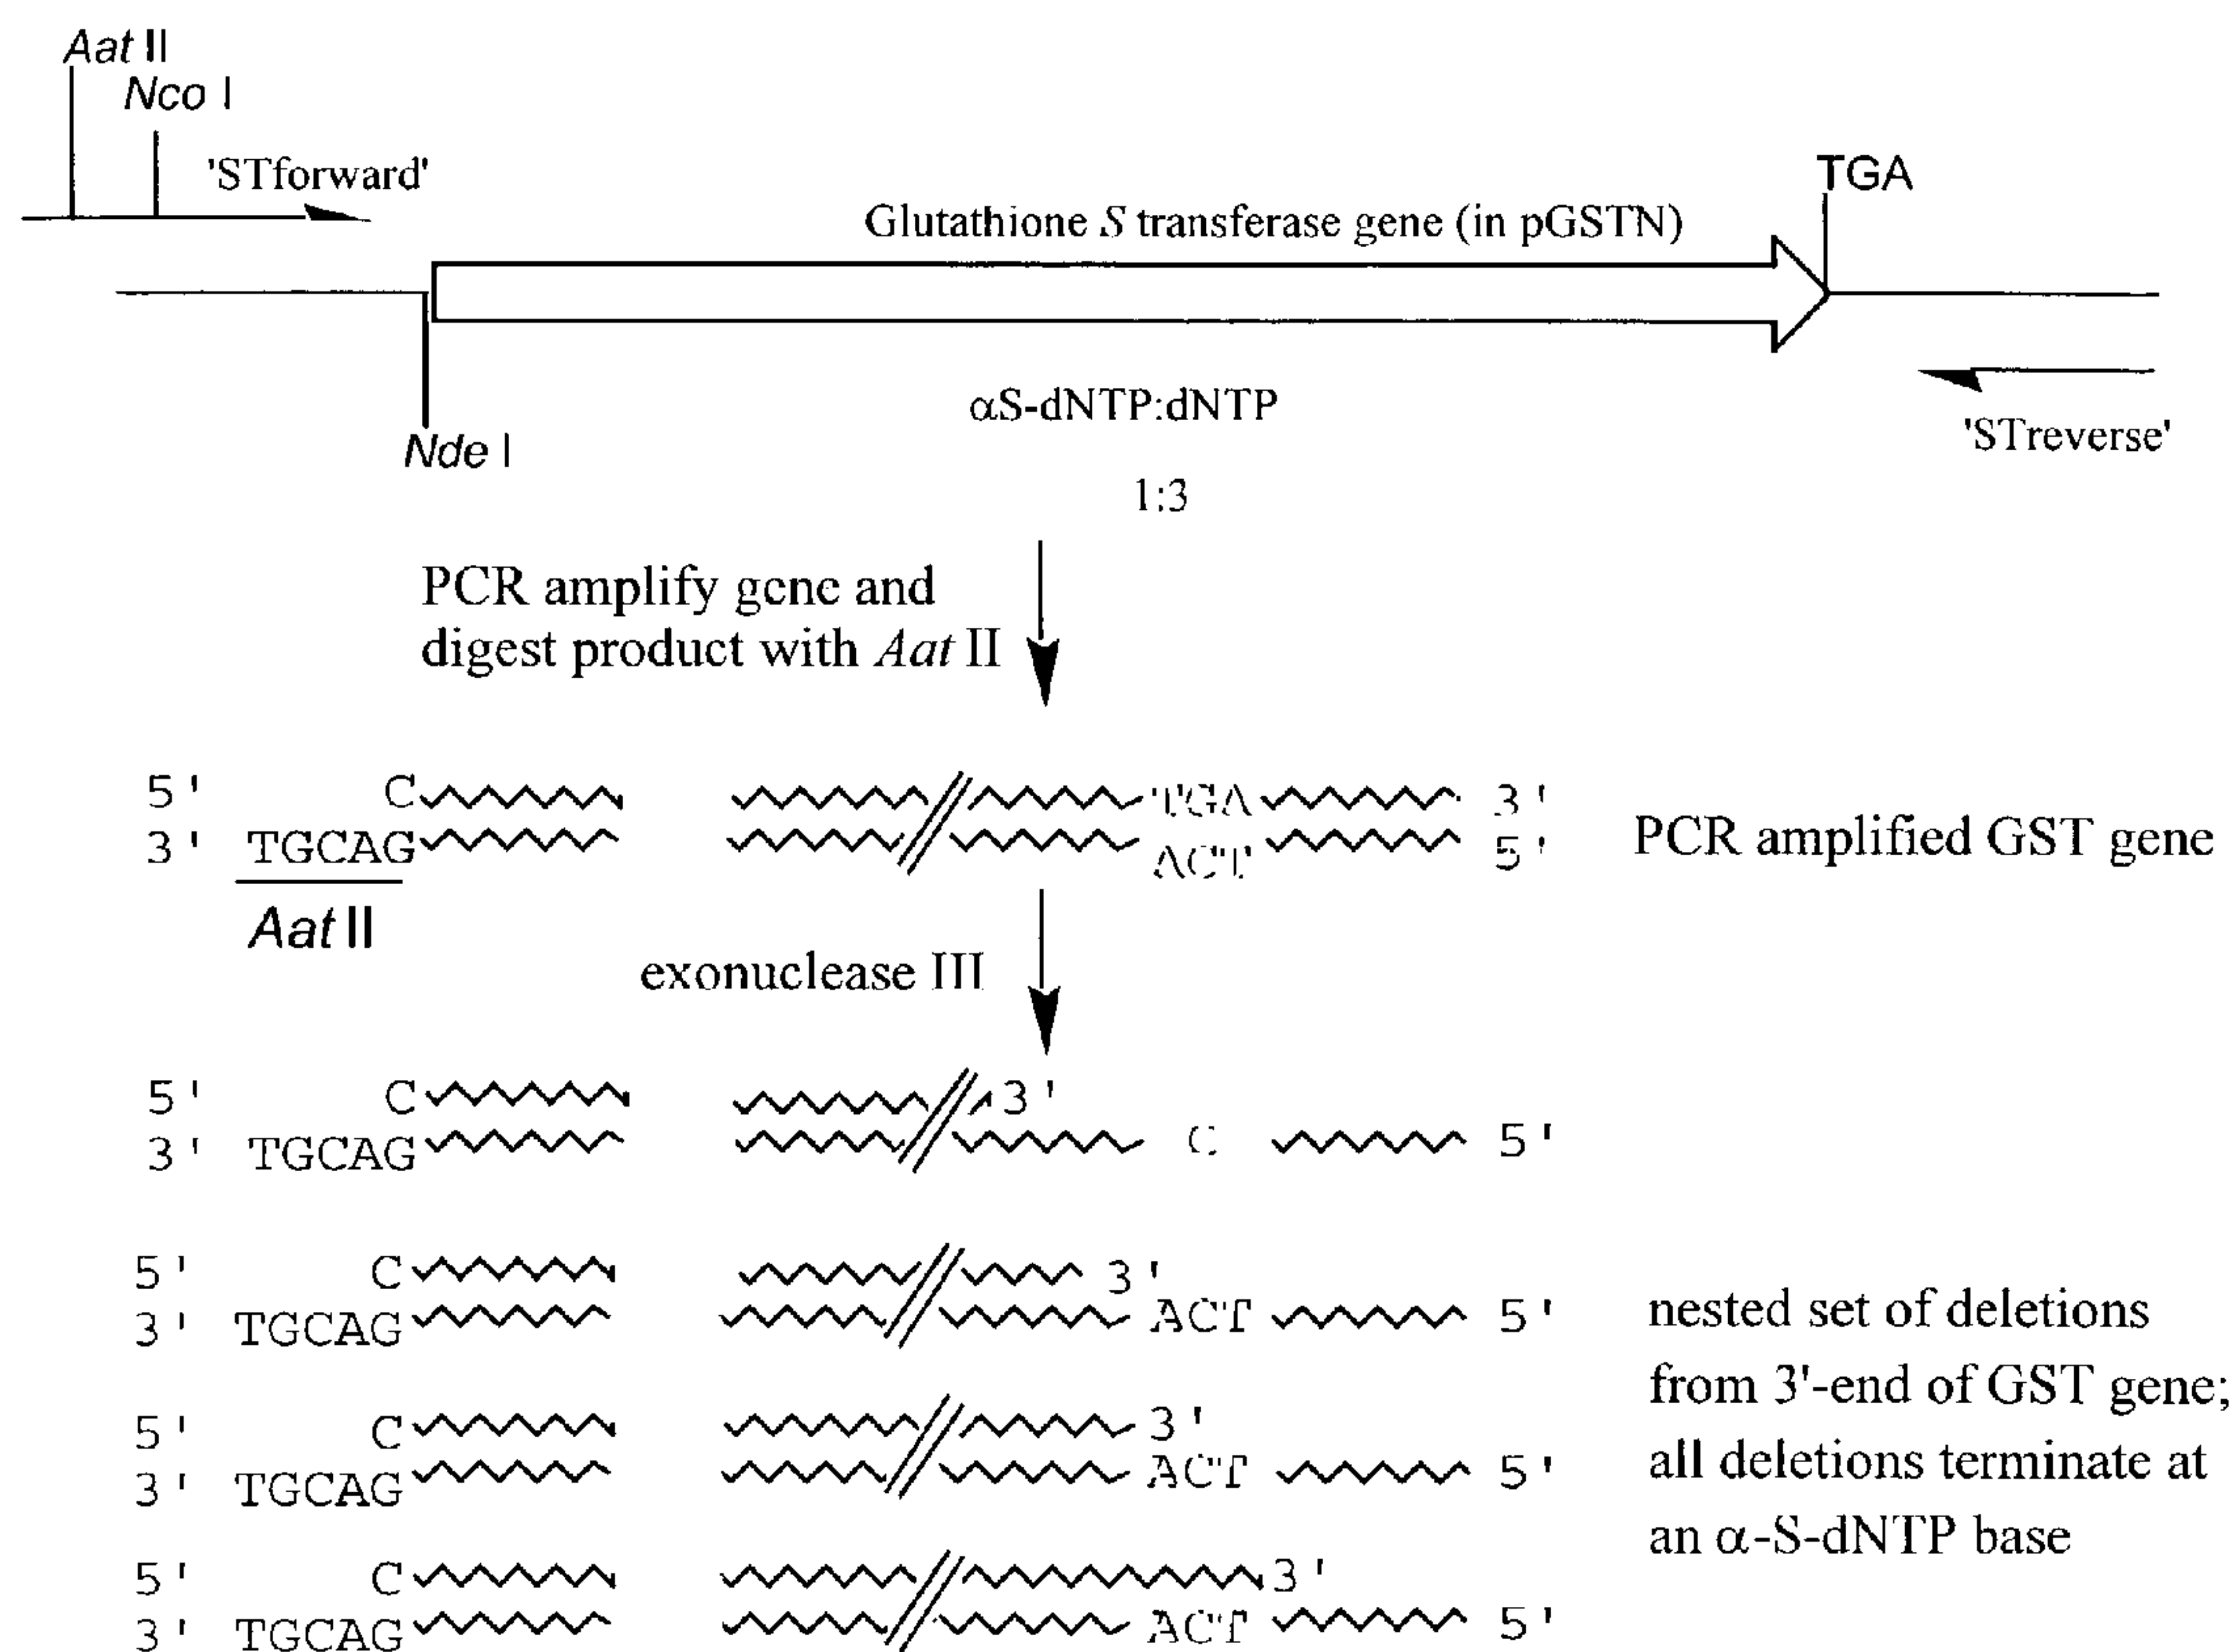 Aat II
Nco I
'STforward'
TGA
Glutathione S transferase gene (in pGSTN)
αS-dNTP:dNTP
Nde I
'STreverse'
1:3
PCR amplify gene and
digest product with Aat II
5' C TGA 3'
3' TGCAG ACT 5'
PCR amplified GST gene
Aat II
exonuclease III
5' C 3'
3' TGCAG C 5'
5' C 3'
3' TGCAG ACT 5'
nested set of deletions
from 3'-end of GST gene;
5' C 3'
3' TGCAG ACT 5'
all deletions terminate at
an α-S-dNTP base
5' C 3'
3' TGCAG ACT 5'